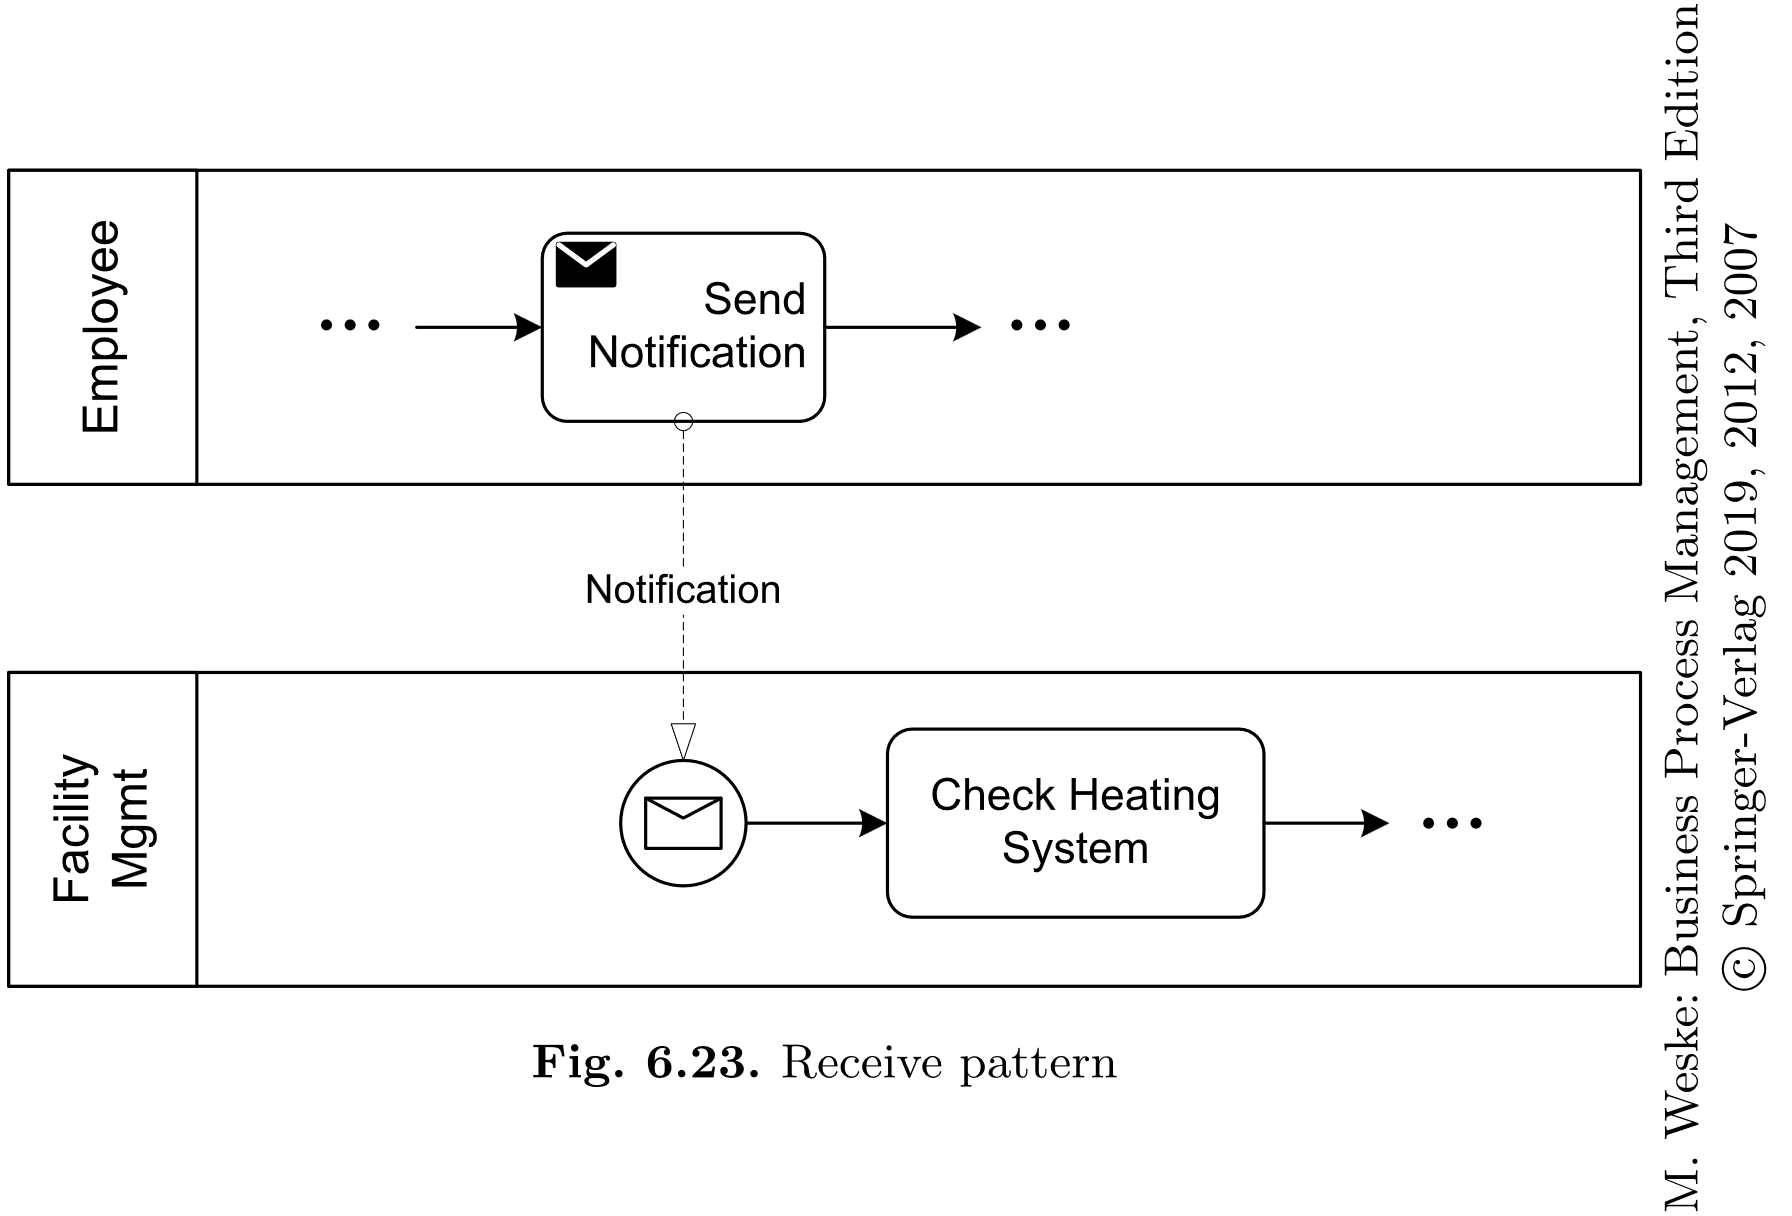 Employee
Send
Notification
Notification
Facility
Mgmt
Check Heating
System
Fig. 6.23. Receive pattern
M. Weske: Business Process Management, Third Edition
© Springer-Verlag 2019, 2012, 2007